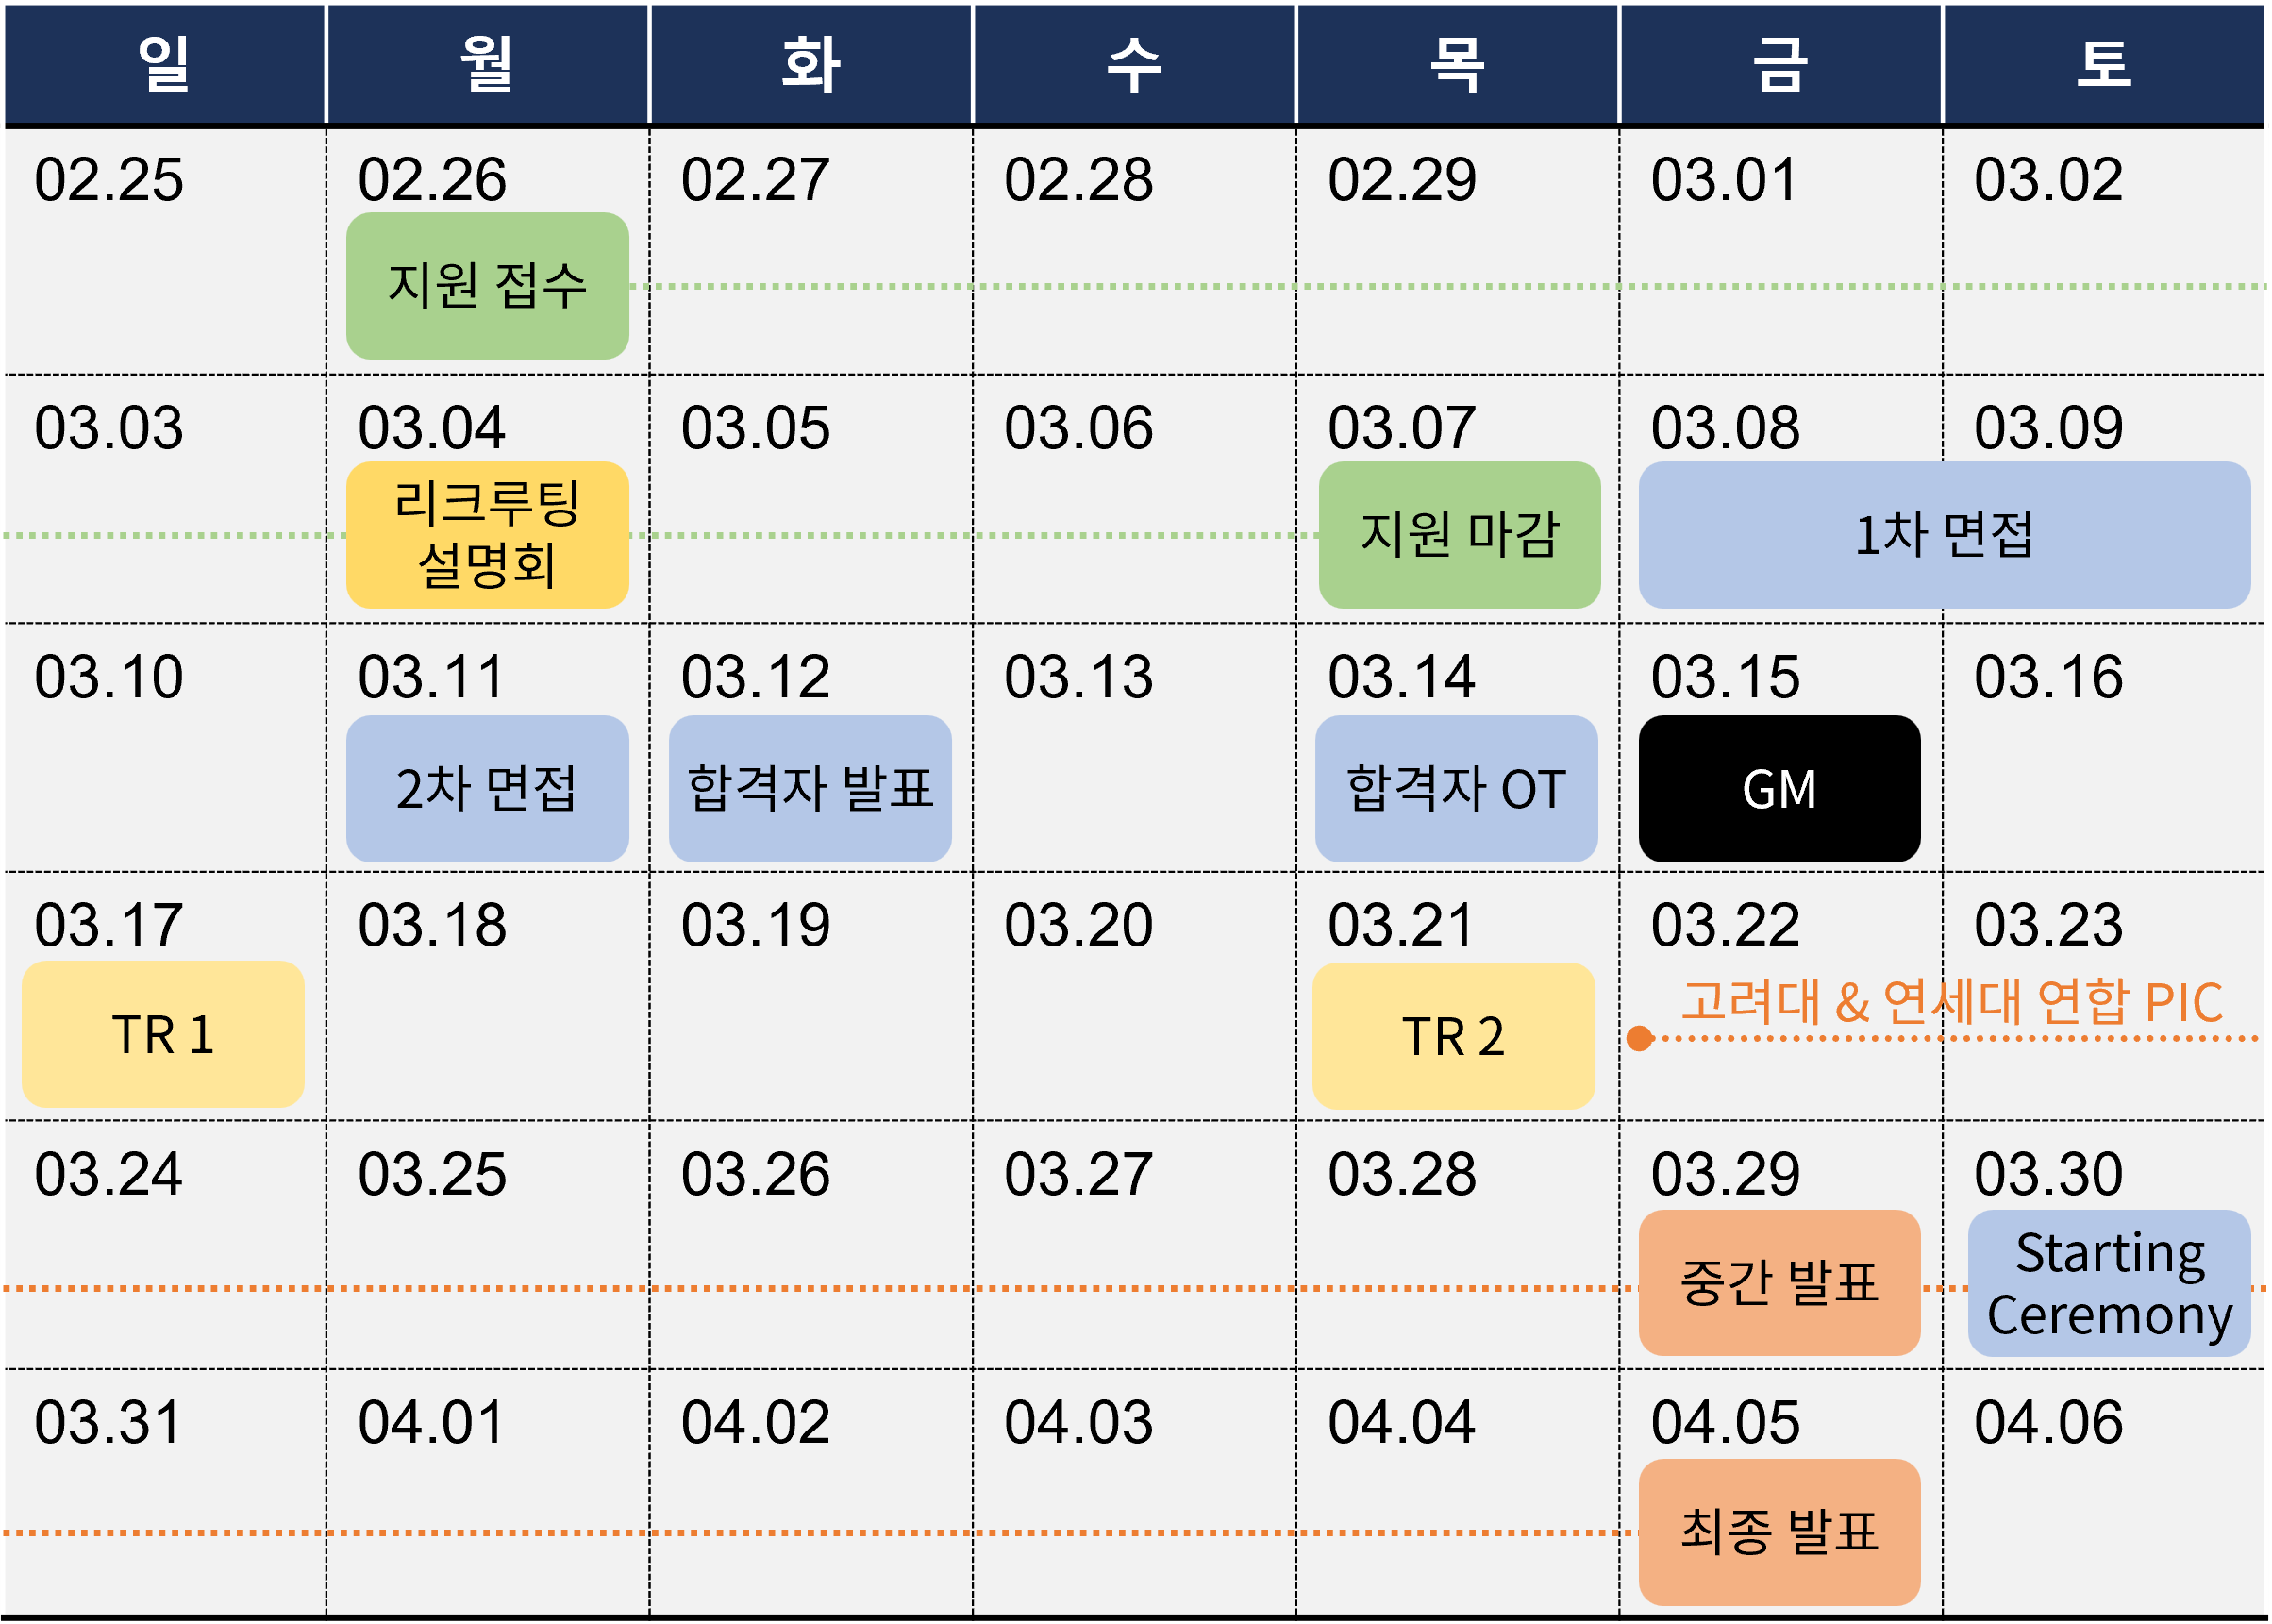 일 월 화 수 목 금 토
02.25 02.26 02.27 02.28 02.29 03.01 03.02
지원 접수
03.03 03.04 03.05 03.06 03.07 03.08 03.09
리크루팅
설명회
지원 마감
1차 면접
03.10 03.11 03.12 03.13 03.14 03.15 03.16
2차 면접
합격자 발표
합격자 OT
GM
03.17 03.18 03.19 03.20 03.21 03.22 03.23
TR 1
TR 2
고려대 & 연세대 연합 PIC
03.24 03.25 03.26 03.27 03.28 03.29 03.30
중간 발표
Starting
Ceremony
03.31 04.01 04.02 04.03 04.04 04.05 04.06
최종 발표